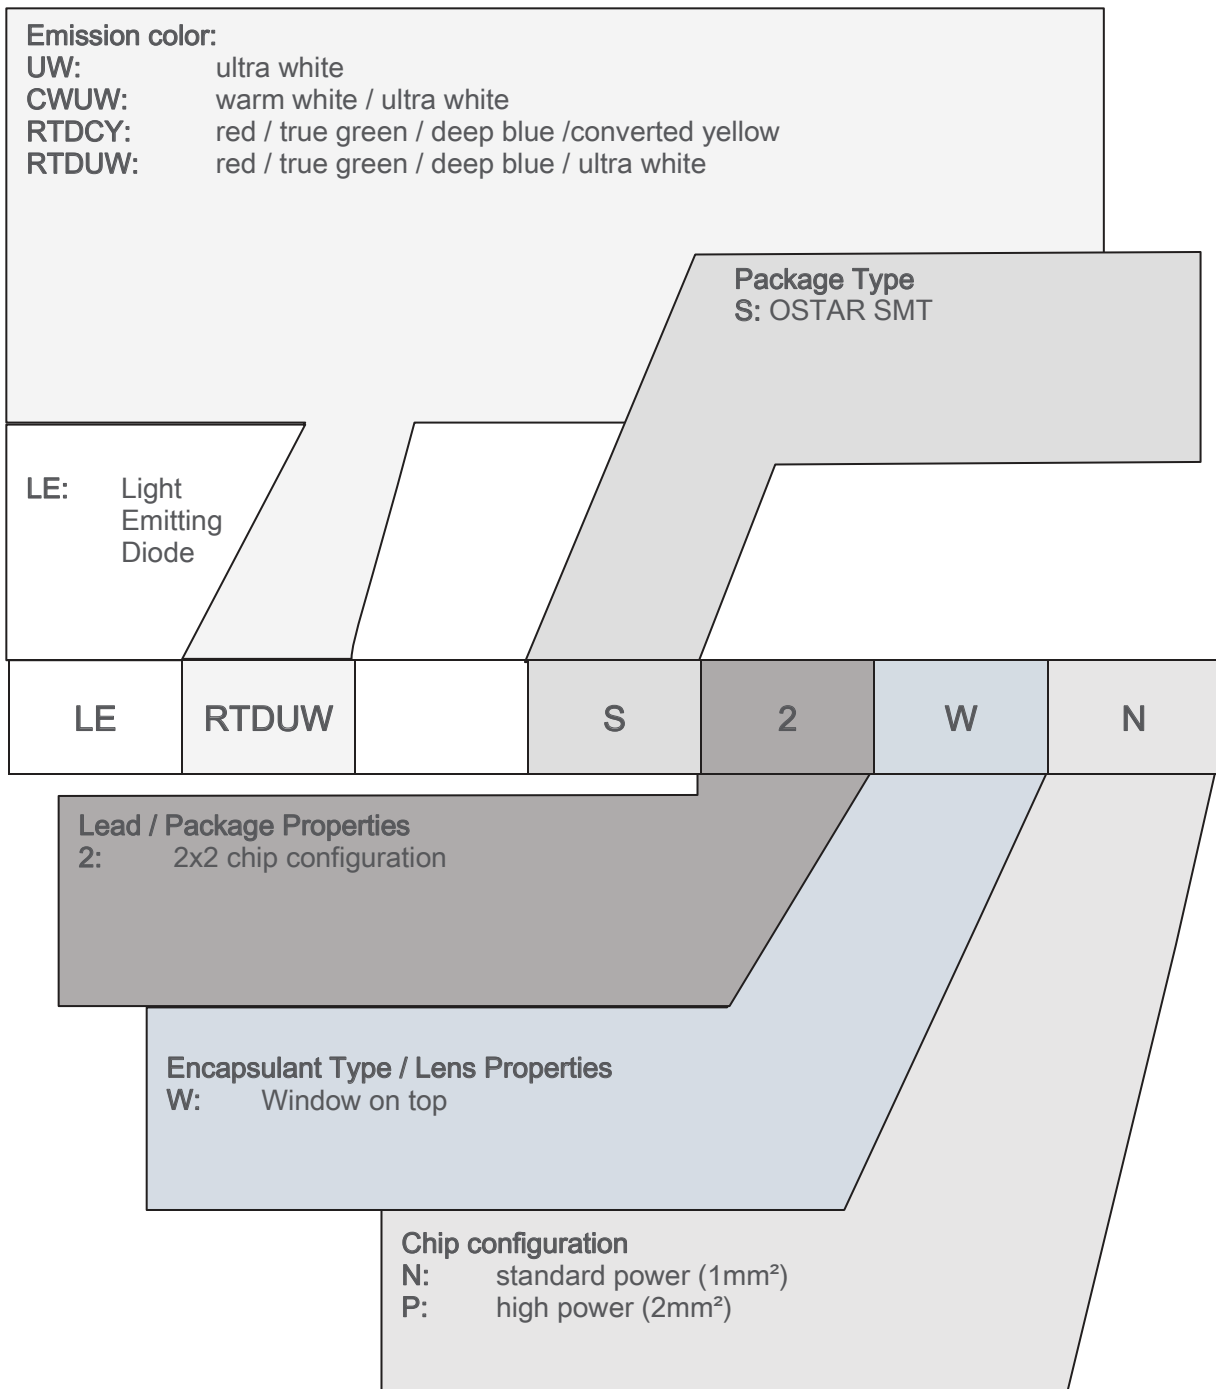 Emission color:
UW: ultra white
CWUW: warm white / ultra white
RTDCY: red / true green / deep blue /converted yellow
RTDUW: red / true green / deep blue / ultra white
Package Type
S: OSTAR SMT
LE: Light
Emitting
Diode
LE RTDUW S 2 W N
Lead / Package Properties
2: 2x2 chip configuration
Encapsulant Type / Lens Properties
W: Window on top
Chip configuration
N: standard power (1mm²)
P: high power (2mm²)